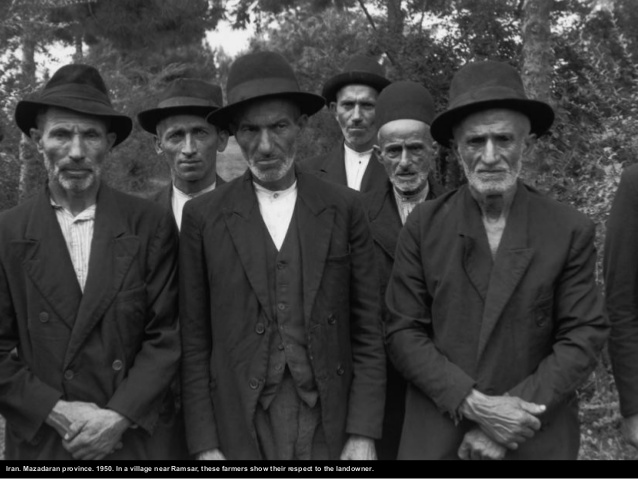 Iran. Mazadaran province. 1950. In a village near Ramsar, these farmers show their respect to the landowner.